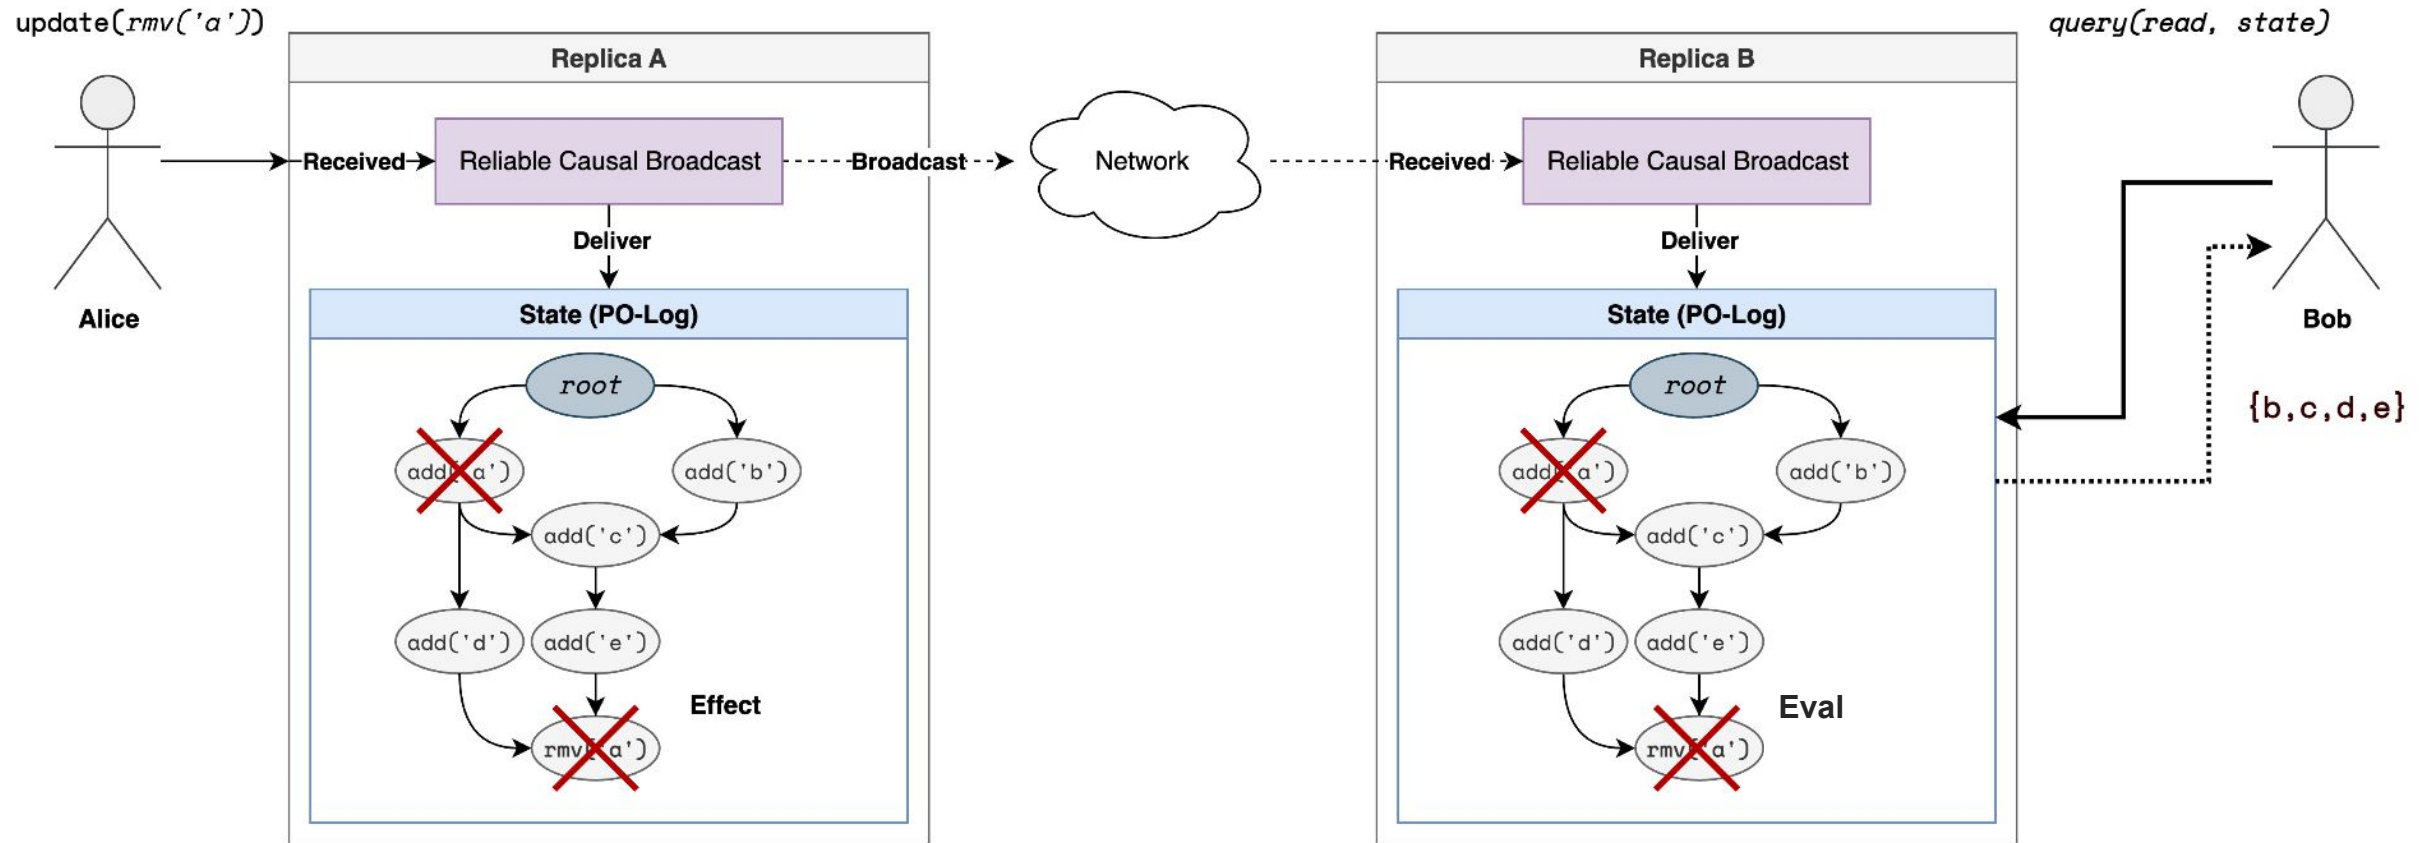 update(rmv('a'))
query(read, state)
Replica A
Replica B
Received
Reliable Causal Broadcast
Broadcast
Network
Received
Reliable Causal Broadcast
Deliver
Deliver
Alice
State (PO-Log)
State (PO-Log)
Bob
root
root
{b,c,d,e}
add('a')
add('b')
add('a')
add('b')
add('c')
add('c')
add('d')
add('e')
add('d')
add('e')
Effect
Eval
rmv('a')
rmv('a')